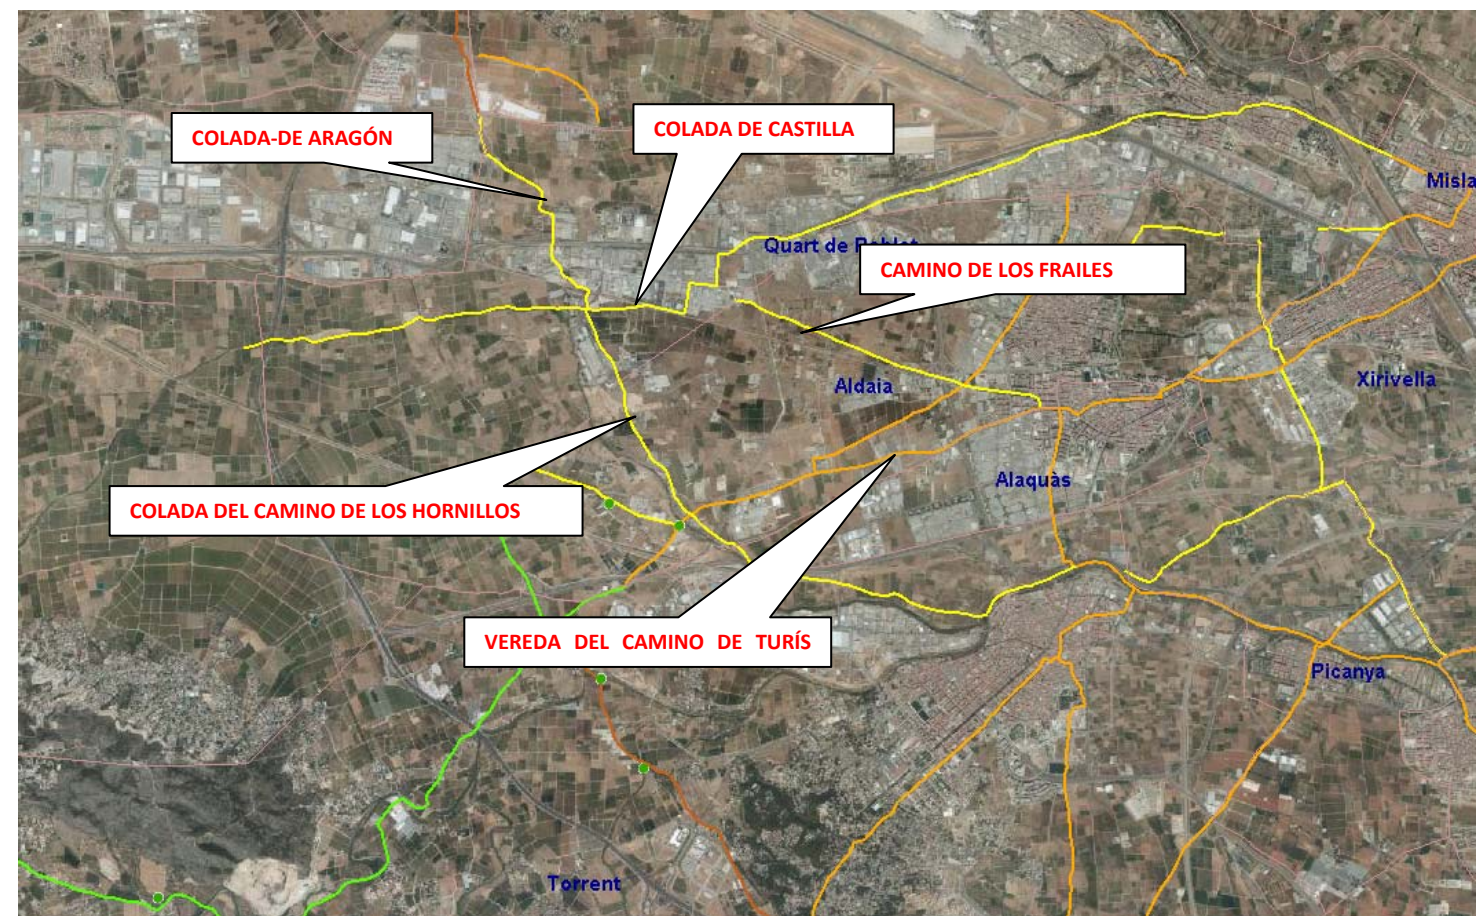 COLADA-DE ARAGÓN
COLADA DE CASTILLA
Misla
Quart de Poblet
CAMINO DE LOS FRAILES
Aldaia
Xirivella
Alaquàs
COLADA DEL CAMINO DE LOS HORNILLOS
VEREDA DEL CAMINO DE TURÍS
Picanya
Torrent